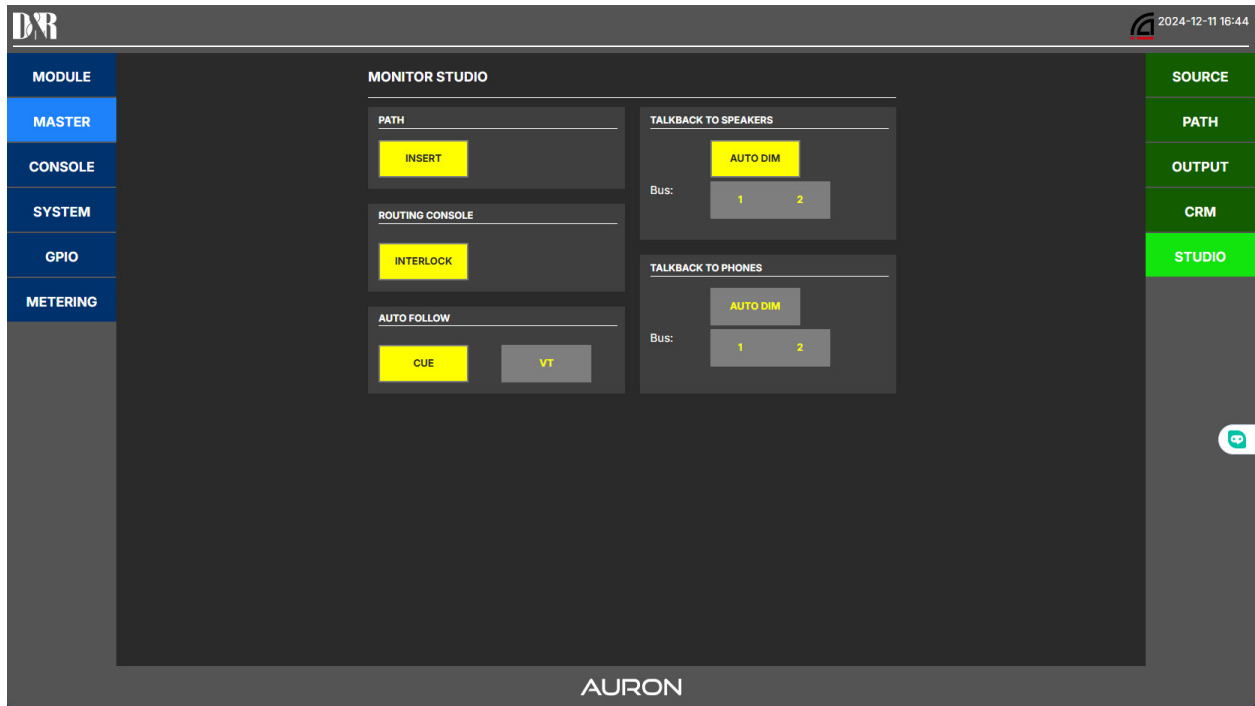 D&R
2024-12-11 16:44
MODULE
MASTER
CONSOLE
SYSTEM
GPIO
METERING
MONITOR STUDIO
PATH
INSERT
ROUTING CONSOLE
INTERLOCK
AUTO FOLLOW
CUE VT
TALKBACK TO SPEAKERS
AUTO DIM
Bus: 1 2
TALKBACK TO PHONES
AUTO DIM
Bus: 1 2
SOURCE
PATH
OUTPUT
CRM
STUDIO
AURON